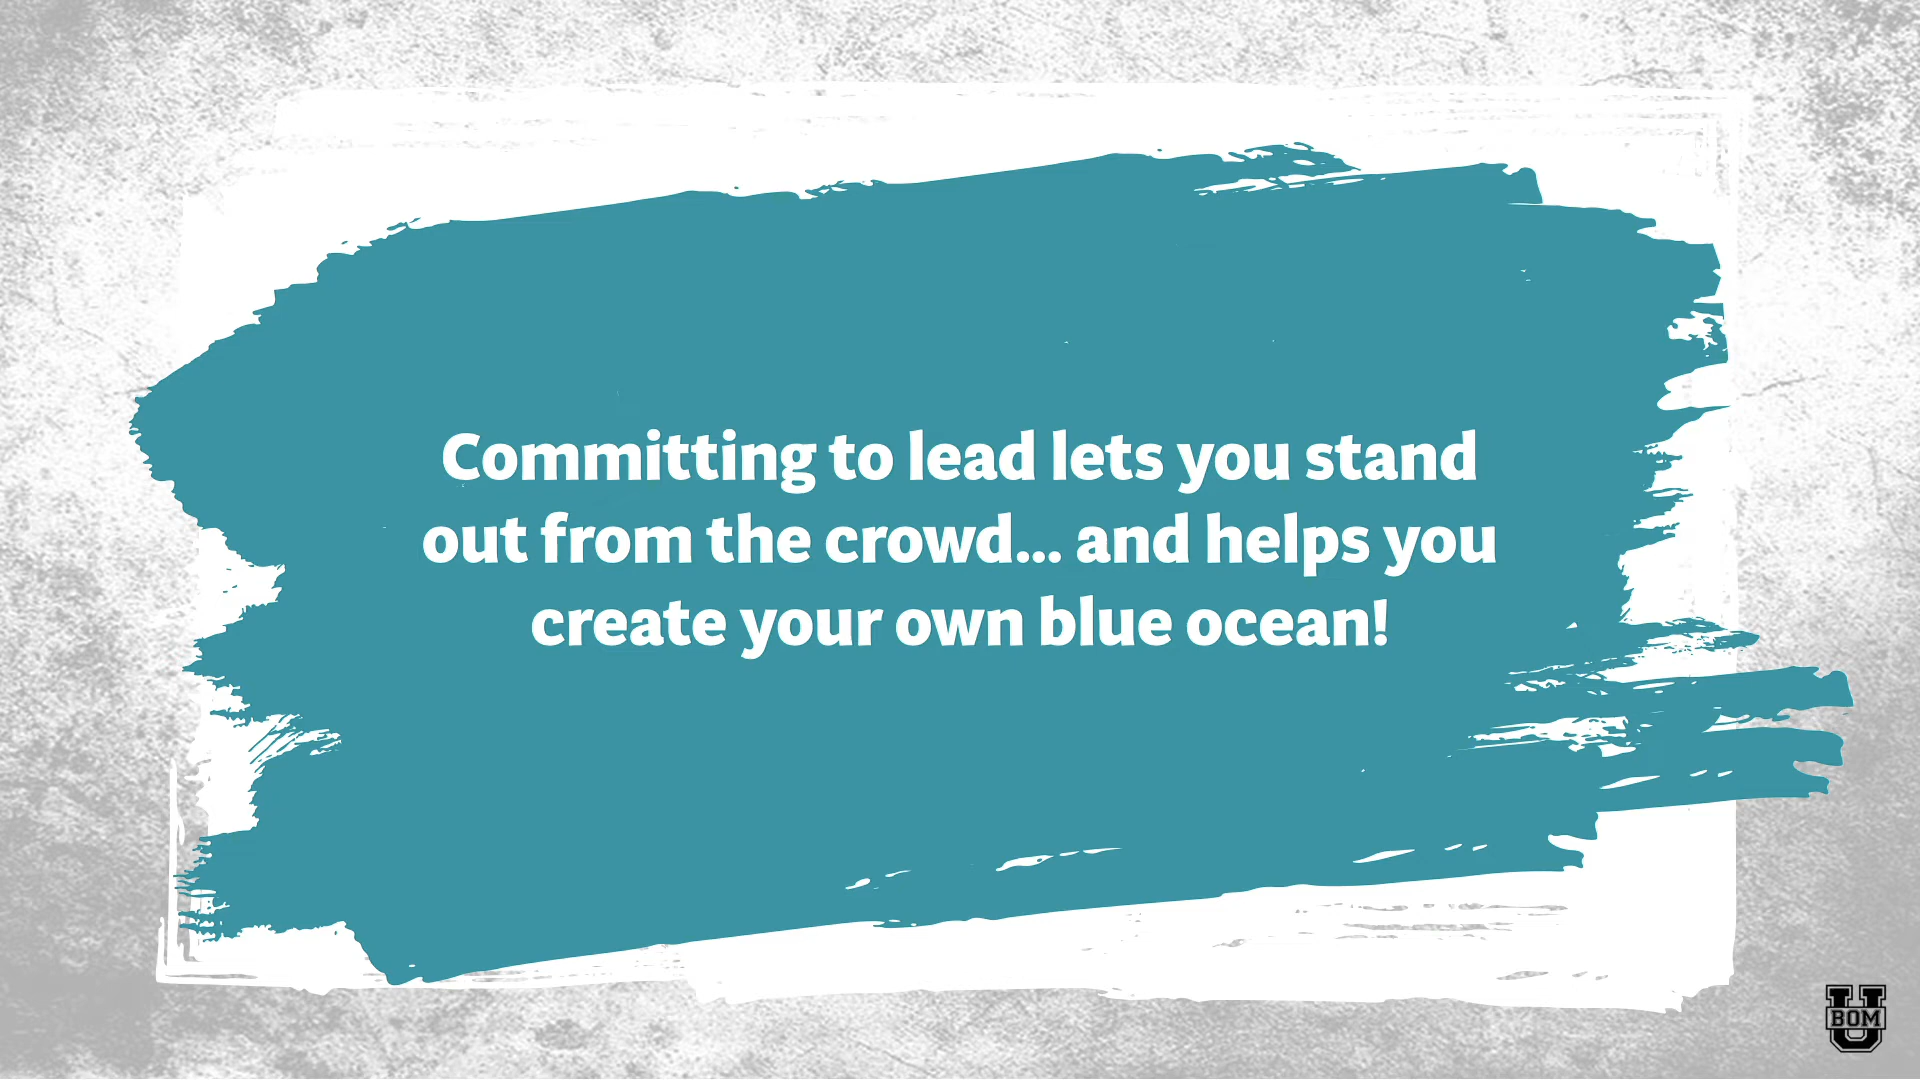 Committing to lead lets you stand
out from the crowd... and helps you
create your own blue ocean!
U
BOM